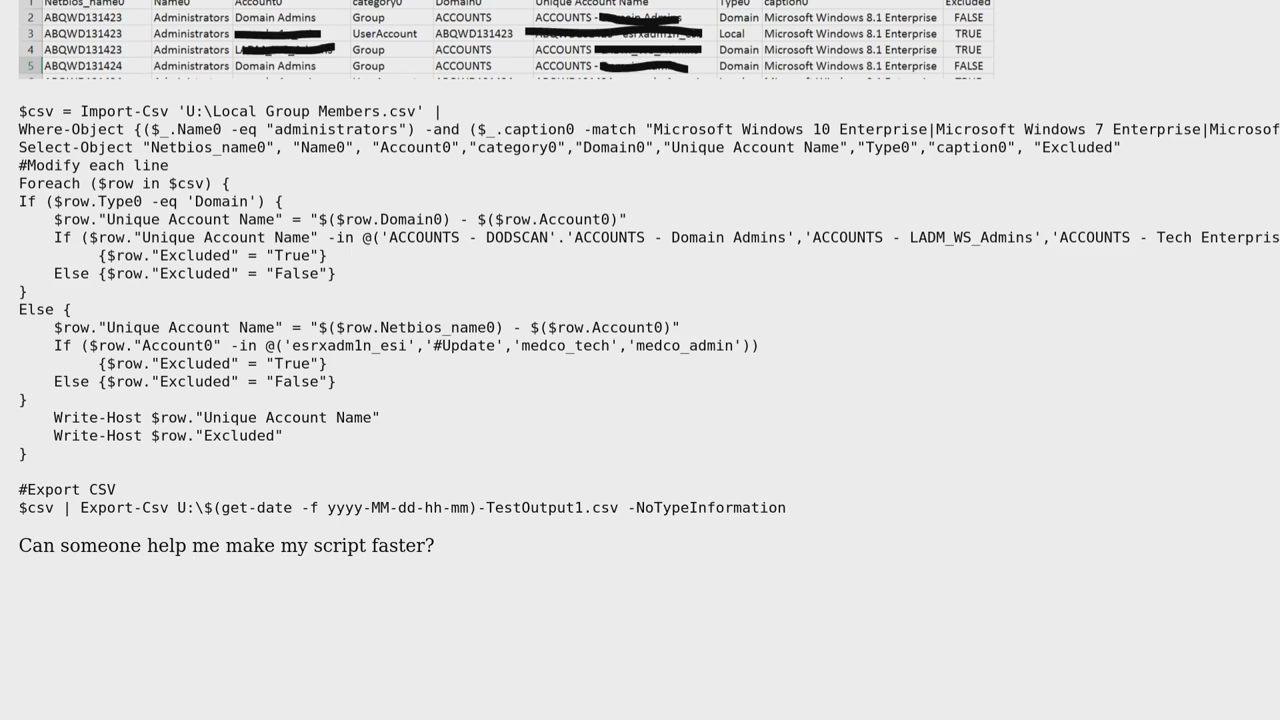 1 Netbios_name0 Name0 Account0 category0 Domain0 Unique Account Name Type0 caption0 Excluded
2 ABQWD131423 Administrators Domain Admins Group ACCOUNTS ACCOUNTS - Domain Microsoft Windows 8.1 Enterprise FALSE
3 ABQWD131423 Administrators UserAccount ABQWD131423 Local Microsoft Windows 8.1 Enterprise TRUE
4 ABQWD131423 Administrators Group ACCOUNTS ACCOUNTS - Domain Microsoft Windows 8.1 Enterprise TRUE
5 ABQWD131424 Administrators Domain Admins Group ACCOUNTS ACCOUNTS - Domain Microsoft Windows 8.1 Enterprise FALSE
$csv = Import-Csv 'U:\Local Group Members.csv' |
Where-Object {($_.Name0 -eq "administrators") -and ($_.caption0 -match "Microsoft Windows 10 Enterprise|Microsoft Windows 7 Enterprise|Microsof
Select-Object "Netbios_name0", "Name0", "Account0","category0","Domain0","Unique Account Name","Type0","caption0", "Excluded"
#Modify each line
Foreach ($row in $csv) {
If ($row.Type0 -eq 'Domain') {
$row."Unique Account Name" = "$($row.Domain0) - $($row.Account0)"
If ($row."Unique Account Name" -in @('ACCOUNTS - DODSCAN'.'ACCOUNTS - Domain Admins','ACCOUNTS - LADM_WS_Admins','ACCOUNTS - Tech Enterpris
{$row."Excluded" = "True"}
Else {$row."Excluded" = "False"}
}
Else {
$row."Unique Account Name" = "$($row.Netbios_name0) - $($row.Account0)"
If ($row."Account0" -in @('esrxadm1n_esi','#Update','medco_tech','medco_admin'))
{$row."Excluded" = "True"}
Else {$row."Excluded" = "False"}
}
Write-Host $row."Unique Account Name"
Write-Host $row."Excluded"
}
#Export CSV
$csv | Export-Csv U:\$(get-date -f yyyy-MM-dd-hh-mm)-TestOutput1.csv -NoTypeInformation
Can someone help me make my script faster?